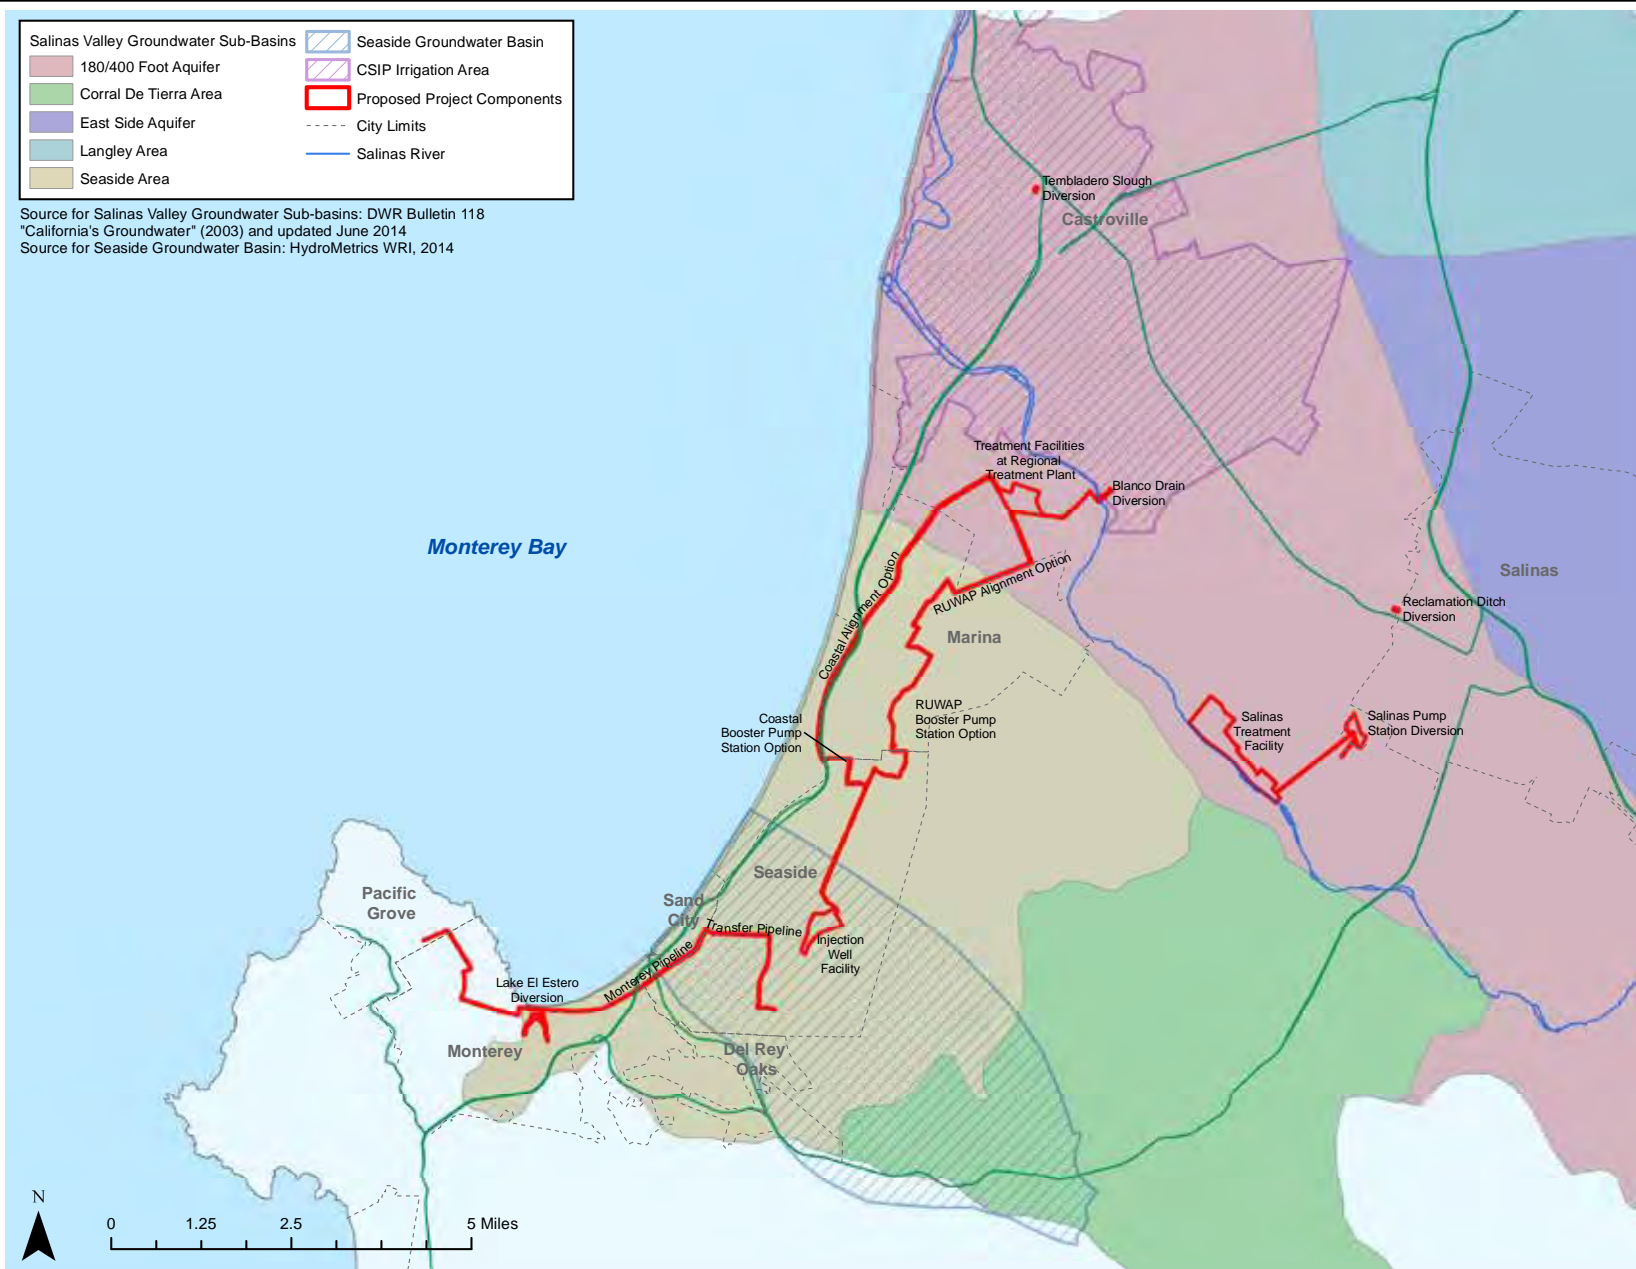 Salinas Valley Groundwater Sub-Basins
180/400 Foot Aquifer
Corral De Tierra Area
East Side Aquifer
Langley Area
Seaside Area
Seaside Groundwater Basin
CSIP Irrigation Area
Proposed Project Components
City Limits
Salinas River
Source for Salinas Valley Groundwater Sub-basins: DWR Bulletin 118
"California's Groundwater" (2003) and updated June 2014
Source for Seaside Groundwater Basin: HydroMetrics WRI, 2014
Tembladero Slough
Diversion
Castroville
Treatment Facilities
at Regional
Treatment Plant
Blanco Drain
Diversion
Monterey Bay
Coastal Alignment Option
RUWAP Alignment Option
Marina
Salinas
Reclamation Ditch
Diversion
Coastal
Booster Pump
Station Option
RUWAP
Booster Pump
Station Option
Salinas
Treatment
Facility
Salinas Pump
Station Diversion
Seaside
Pacific
Grove
Sand
City
Transfer Pipeline
Monterey Pipeline
Injection
Well
Facility
Lake El Estero
Diversion
Monterey
Del Rey
Oaks
N
0 1.25 2.5 5 Miles